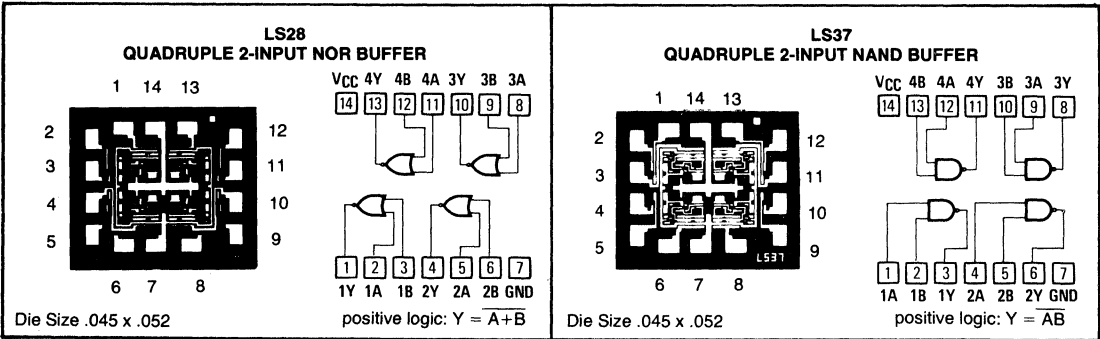 LS28
QUADRUPLE 2-INPUT NOR BUFFER
1 14 13
2 12
3 11
4 10
5 9
6 7 8
Die Size .045 x .052
VCC 4Y 4B 4A 3Y 3B 3A
14 13 12 11 10 9 8
1 2 3 4 5 6 7
1Y 1A 1B 2Y 2A 2B GND
positive logic: Y = A+B
LS37
QUADRUPLE 2-INPUT NAND BUFFER
1 14 13
2 12
3 11
4 10
5 9
LS37
6 7 8
Die Size .045 x .052
VCC 4B 4A 4Y 3B 3A 3Y
14 13 12 11 10 9 8
1 2 3 4 5 6 7
1A 1B 1Y 2A 2B 2Y GND
positive logic: Y = AB